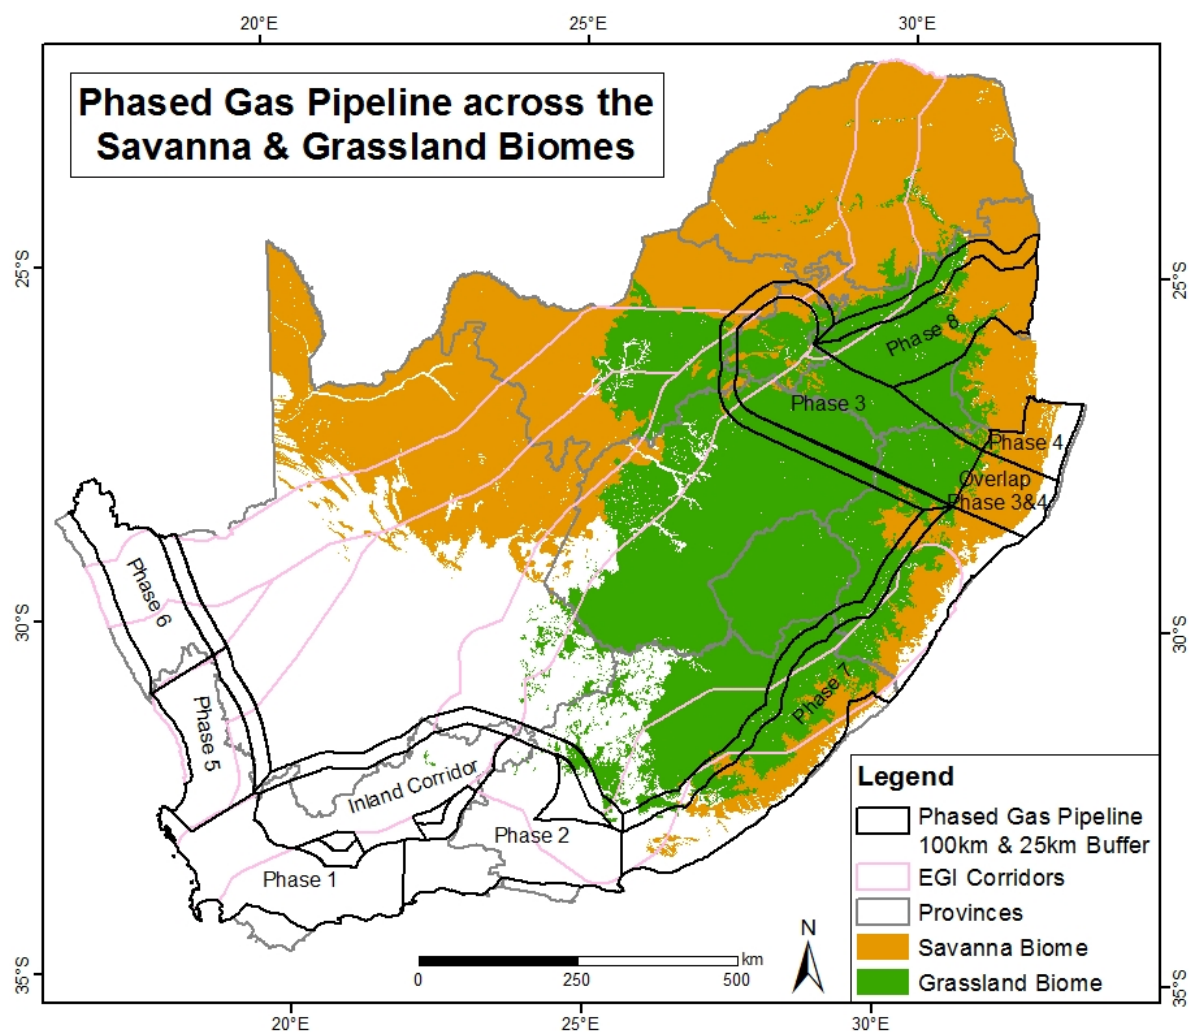 20°E
25°E
30°E
Phased Gas Pipeline across the
Savanna & Grassland Biomes
25°S
25°S
Phase 8
Phase 3
Phase 4
Overlap
Phase 3&4
Phase 6
30°S
30°S
Phase 7
Phase 5
Inland Corridor
Phase 2
Phase 1
Legend
Phased Gas Pipeline
100km & 25km Buffer
EGI Corridors
Provinces
Savanna Biome
Grassland Biome
N
km
0
250
500
35°S
35°S
20°E
25°E
30°E